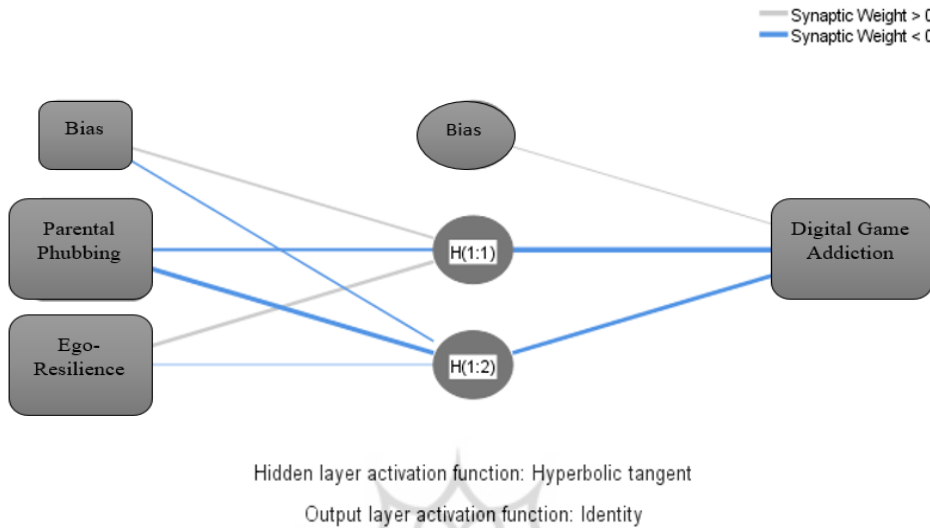 Synaptic Weight > 0
Synaptic Weight < 0
Bias
Bias
Parental
Phubbing
H(1:1)
Digital Game
Addiction
Ego-
Resilience
H(1:2)
Hidden layer activation function: Hyperbolic tangent
Output layer activation function: Identity